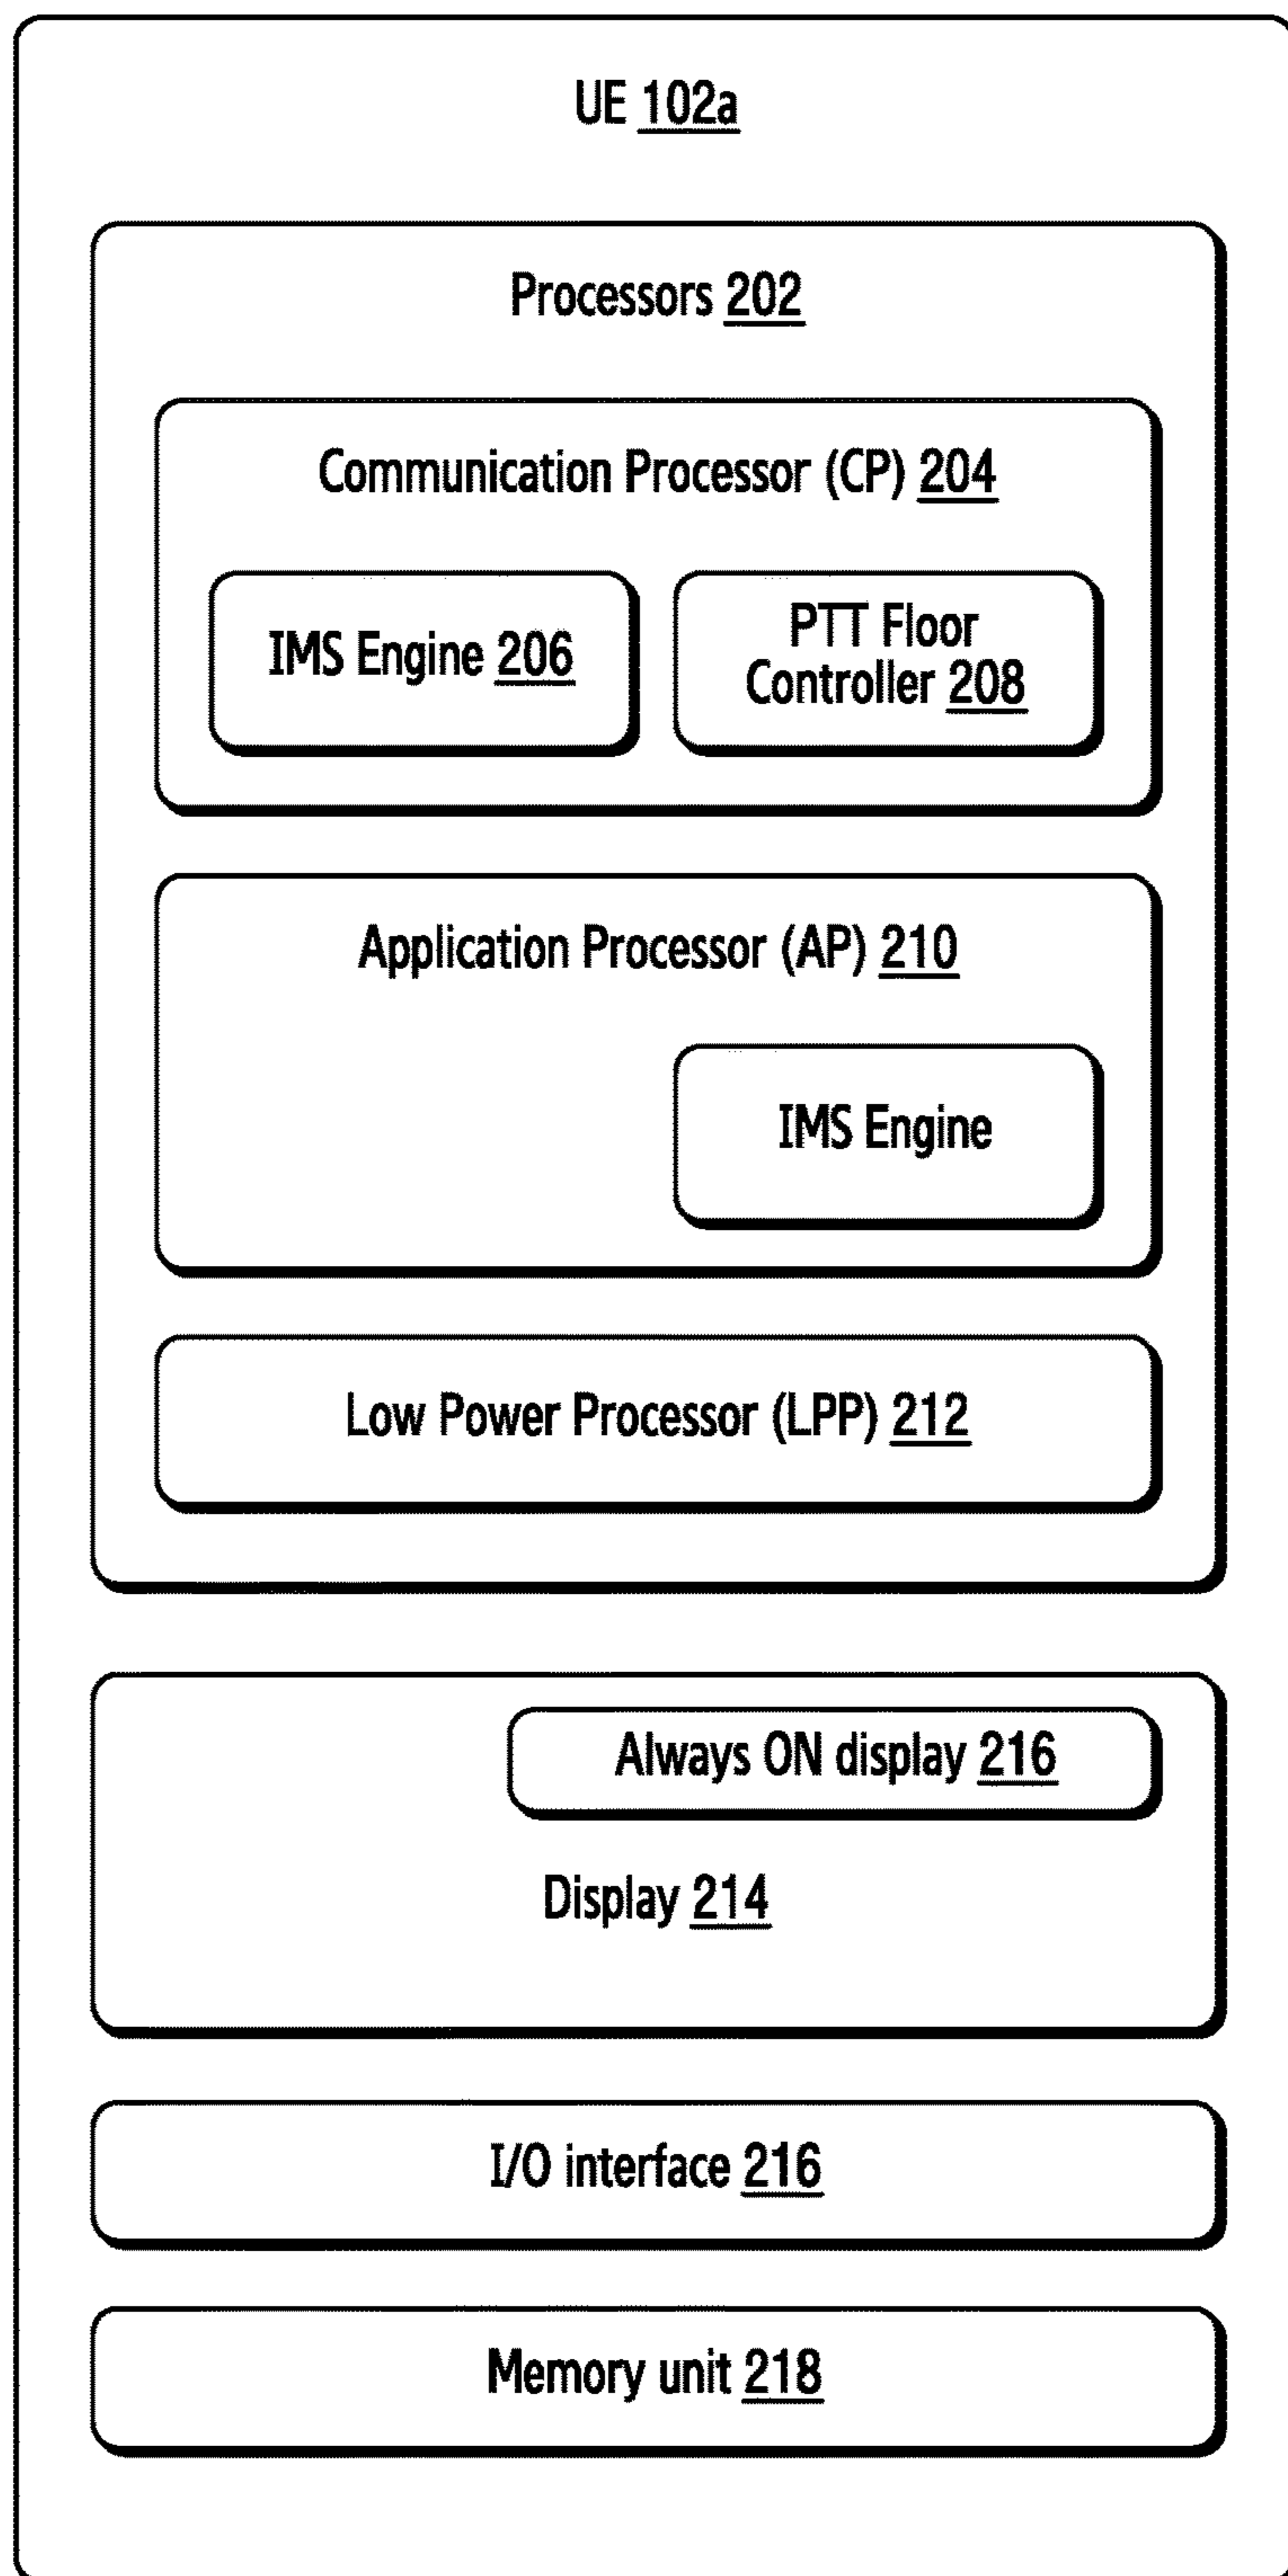 UE 102a
Processors 202
Communication Processor (CP) 204
IMS Engine 206
PTT Floor
Controller 208
Application Processor (AP) 210
IMS Engine
Low Power Processor (LPP) 212
Always ON display 216
Display 214
I/O interface 216
Memory unit 218